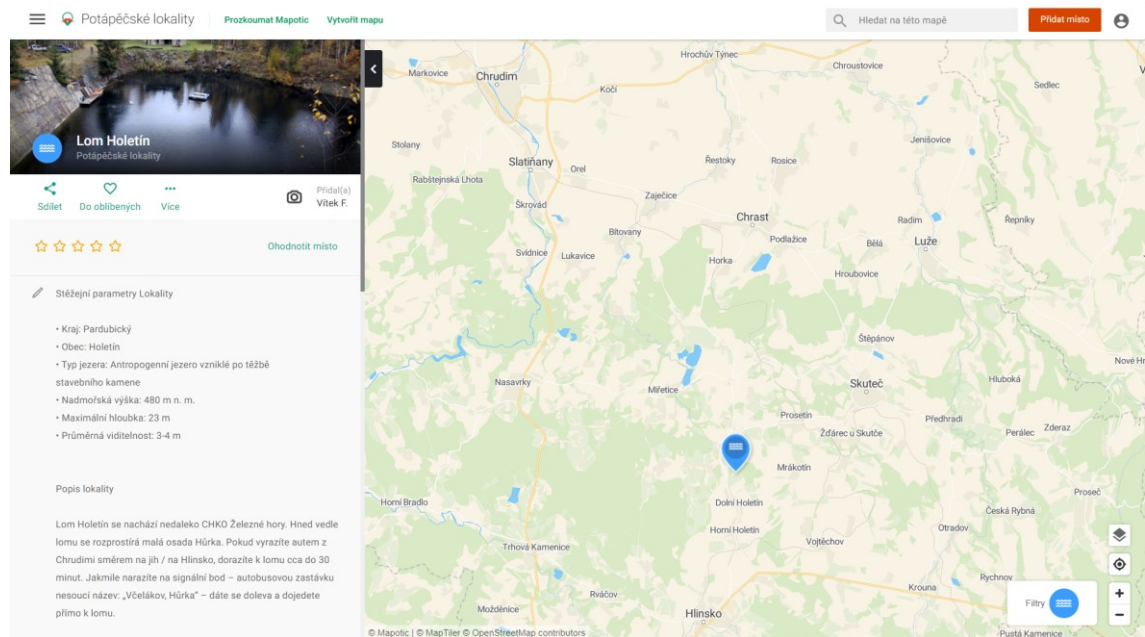 Potápěčské lokality
Prozkoumat Mapotic
Vytvořit mapu
Hledat na této mapě
Přidat místo
Lom Holetín
Potápěčské lokality
Sdílet
Do oblíbených
Více
Přidal(a)
Vítek F.
Ohodnotit místo
Stěžejní parametry Lokality
• Kraj: Pardubický
• Obec: Holetín
• Typ jezera: Antropogenní jezero vzniklé po těžbě
stavebního kamene
• Nadmořská výška: 480 m n. m.
• Maximální hloubka: 23 m
• Průměrná viditelnost: 3-4 m
Popis lokality
Lom Holetín se nachází nedaleko CHKO Železné hory. Hned vedle
lomu se rozprostírá malá osada Hůrka. Pokud vyrazíte autem z
Chrudimi směrem na jih / na Hlinsko, dorazíte k lomu cca do 30
minut. Jakmile narazíte na signální bod – autobusovou zastávku
nesoucí název: „Včelákov, Hůrka" – dáte se doleva a dojedete
přímo k lomu.
Hrochův Týnec
Markovice
Chrudim
Chroustovice
Kočí
Sedlec
Stolany
Jenišovice
Slatiňany
Orel
Řestoky
Rosice
Rabštejnská Lhota
Zaječice
Škrovád
Chrast
Radim
Řepníky
Bítovany
Podlažice
Bělá
Luže
Svídnice
Lukavice
Horka
Hroubovice
Štěpánov
Nové Hr
Nasavrky
Miřetice
Skuteč
Hluboká
Prosetín
Předhradí
Žďárec u Skutče
Perálec
Zderaz
Mrákotín
Proseč
Horní Bradlo
Dolní Holetín
Česká Rybná
Horní Holetín
Otradov
Vojtěchov
Trhová Kamenice
Rychnov
Krouna
Rváčov
Filtry
Možděnice
Hlinsko
Pustá Kamenice
© Mapotic | © MapTiler © OpenStreetMap contributors